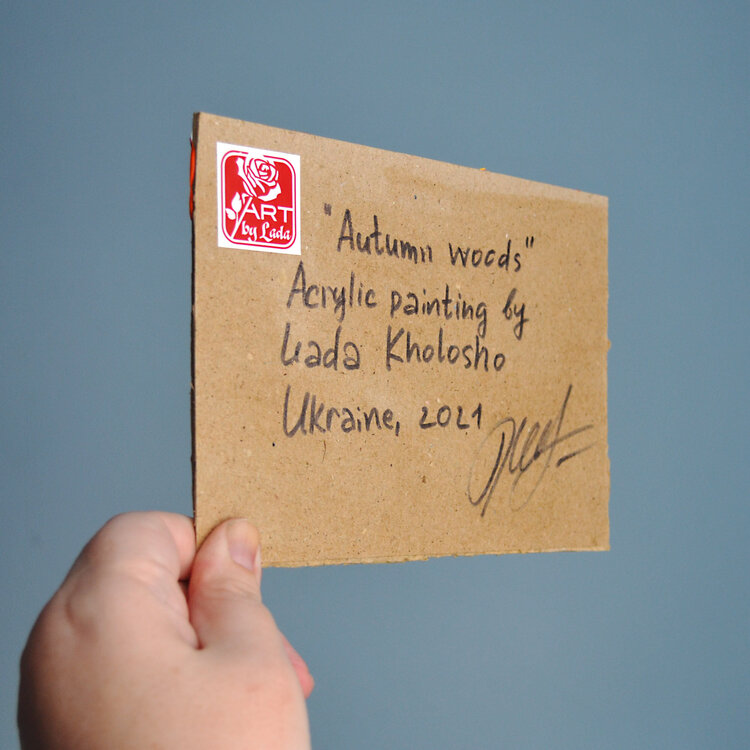 ART
by Lada
"Autumn woods"
Acrylic painting by
Lada Kholosho
Ukraine, 2021